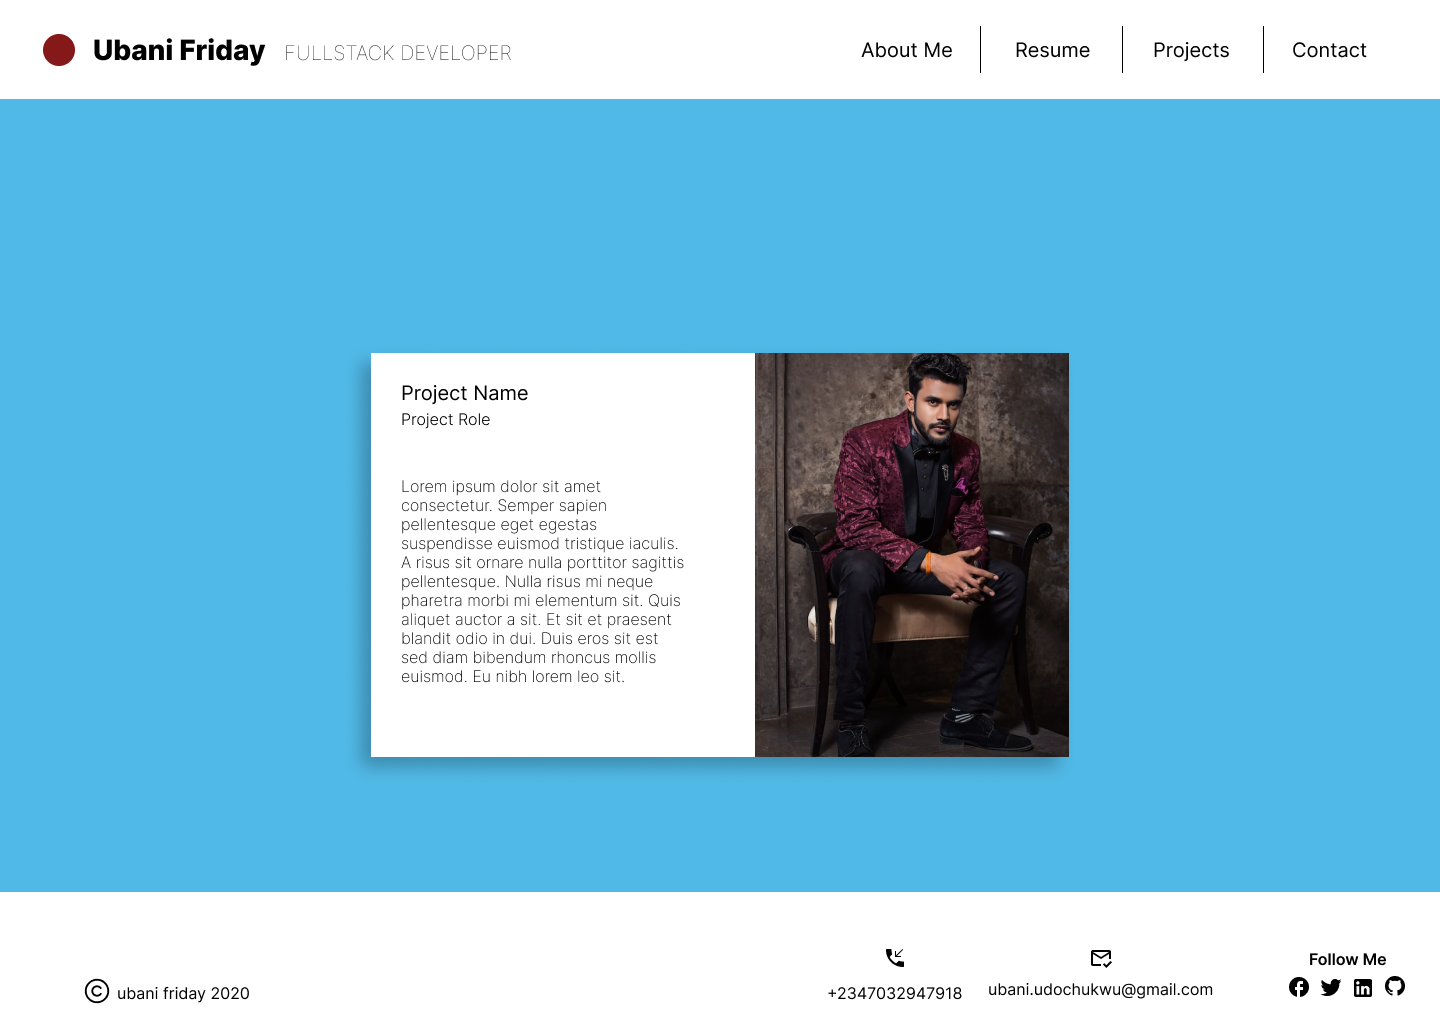 Ubani Friday FULLSTACK DEVELOPER
About Me
Resume
Projects
Contact
Project Name
Project Role
Lorem ipsum dolor sit amet
consectetur. Semper sapien
pellentesque eget egestas
suspendisse euismod tristique iaculis.
A risus sit ornare nulla porttitor sagittis
pellentesque. Nulla risus mi neque
pharetra morbi mi elementum sit. Quis
aliquet auctor a sit. Et sit et praesent
blandit odio in dui. Duis eros sit est
sed diam bibendum rhoncus mollis
euismod. Eu nibh lorem leo sit.
© ubani friday 2020
+2347032947918
ubani.udochukwu@gmail.com
Follow Me